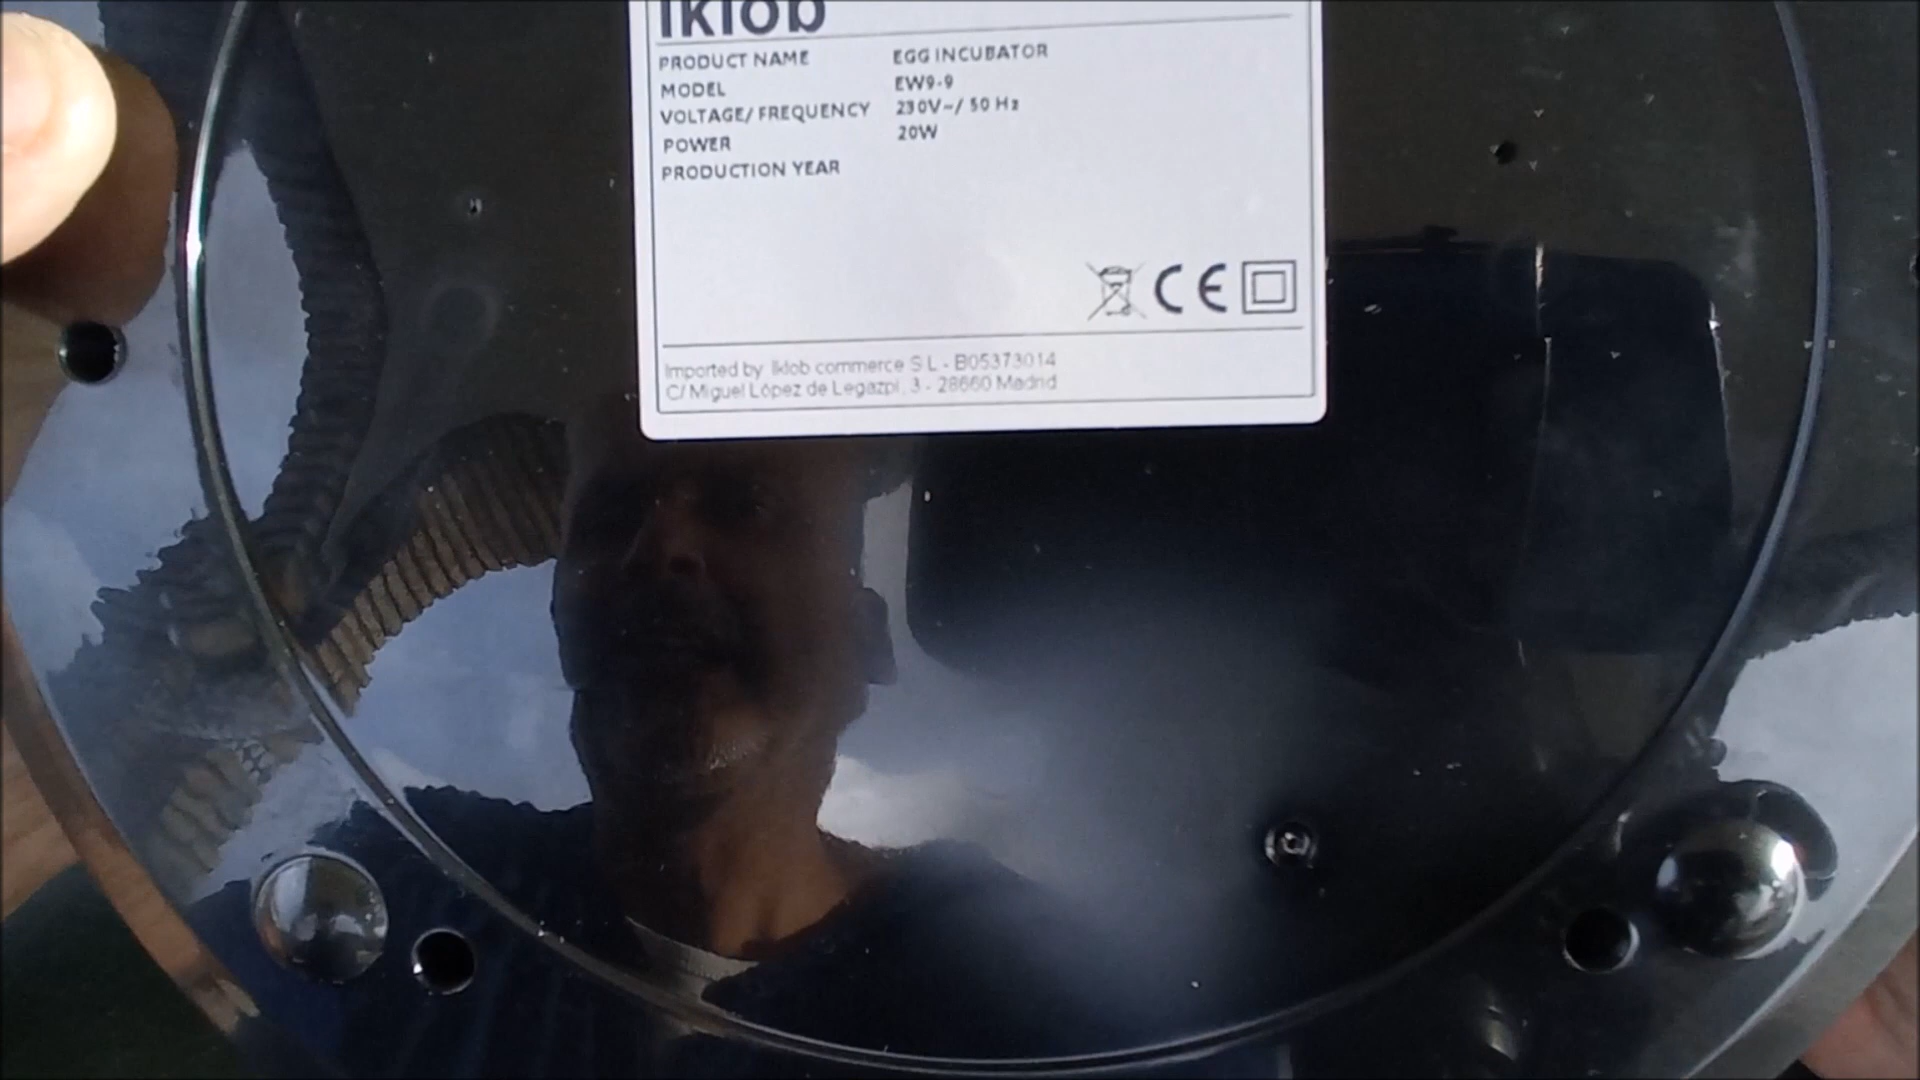 Iklob
PRODUCT NAME EGG INCUBATOR
MODEL EW9-9
VOLTAGE/ FREQUENCY 230V~/ 50 Hz
POWER 20W
PRODUCTION YEAR
CE
Imported by Iklob commerce S L - B05373014
C/ Miguel López de Legazpi, 3 - 28660 Madrid